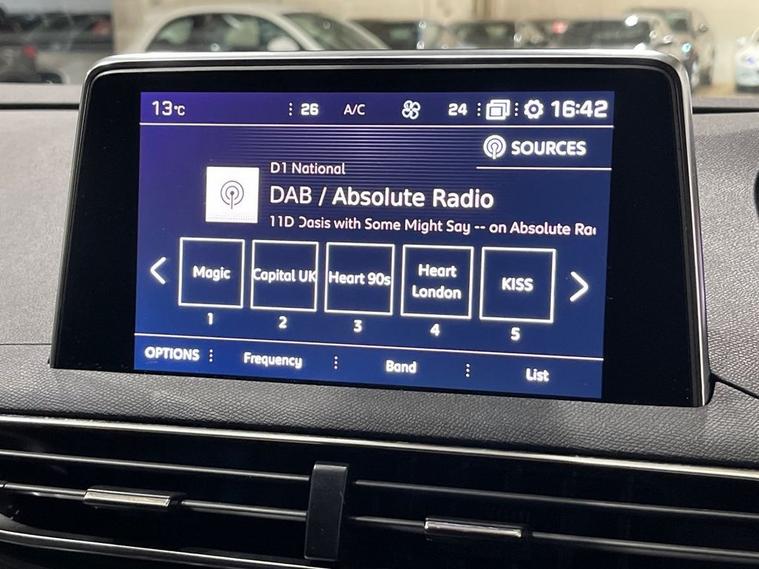 13°C 26 A/C 24 16:42
SOURCES
D1 National
DAB / Absolute Radio
11D Oasis with Some Might Say -- on Absolute Ra
Magic
Capital UK
Heart 90s
Heart
London
KISS
1 2 3 4 5
OPTIONS Frequency Band List